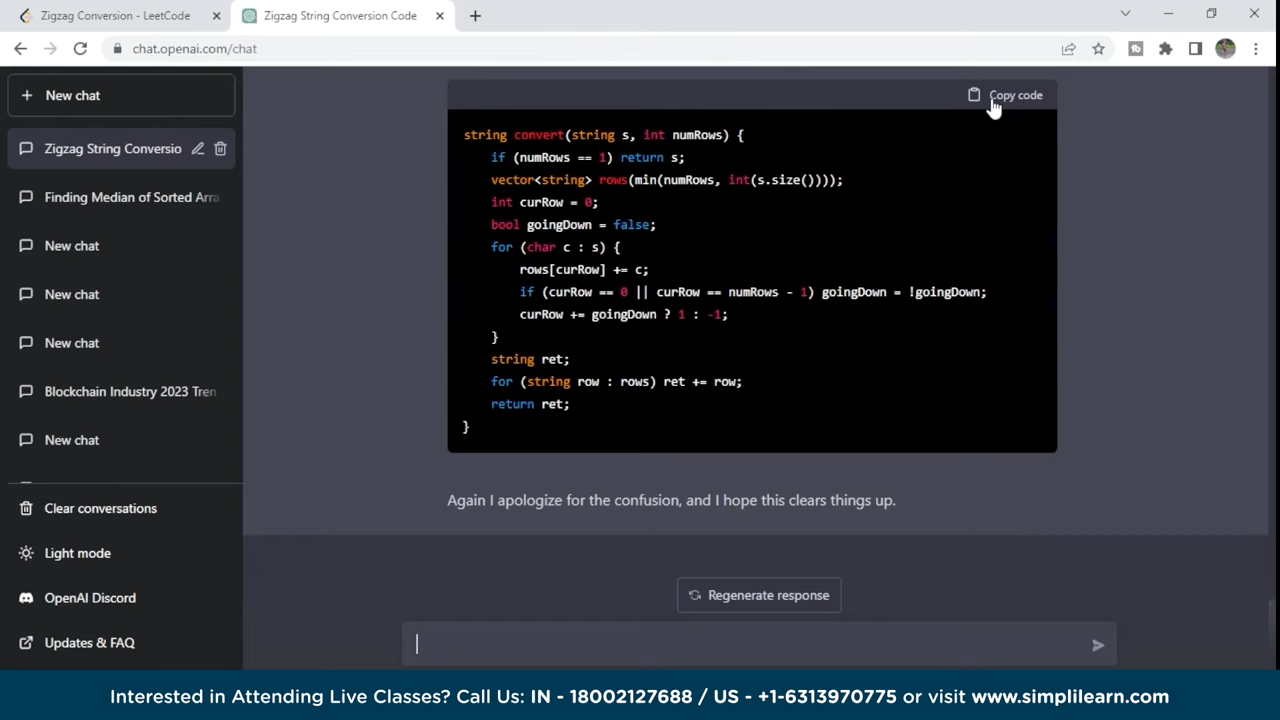 Zigzag Conversion - LeetCode
Zigzag String Conversion Code
chat.openai.com/chat
New chat
Zigzag String Conversio
Finding Median of Sorted Arra
New chat
New chat
New chat
Blockchain Industry 2023 Tren
New chat
Clear conversations
Light mode
OpenAI Discord
Updates & FAQ
Copy code
string convert(string s, int numRows) {
if (numRows == 1) return s;
vector<string> rows(min(numRows, int(s.size())));
int curRow = 0;
bool goingDown = false;
for (char c : s) {
rows[curRow] += c;
if (curRow == 0 || curRow == numRows - 1) goingDown = !goingDown;
curRow += goingDown ? 1 : -1;
}
string ret;
for (string row : rows) ret += row;
return ret;
}
Again I apologize for the confusion, and I hope this clears things up.
Regenerate response
Interested in Attending Live Classes? Call Us: IN - 18002127688 / US - +1-6313970775 or visit www.simplilearn.com